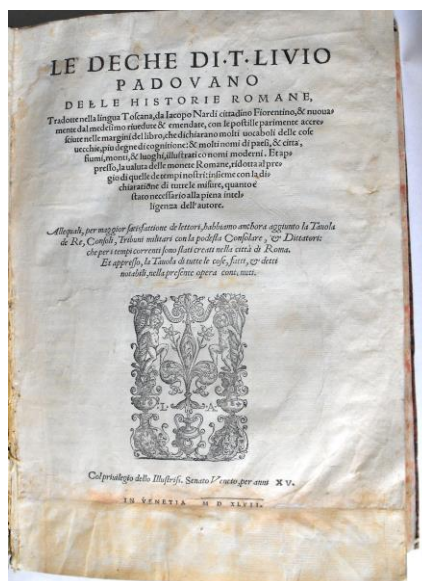 LE DECHE DI·T·LIVIO
PADOVANO
DELLE HISTORIE ROMANE,
Tradotte nella lingua Toscana, da Iacopo Nardi cittadino Fiorentino, & nuoua=
mente dal medesimo riuedute & emendate, con le postille parimente accre=
sciute nelle margini del libro, che dichiarano molti vocaboli delle cose
uecchie, piu degne di cognitione: & molti nomi di paesi, & citta,
fiumi, monti, & luoghi, illustrati co nomi moderni. Et ap=
presso, la ualuta delle monete Romane, ridotta al pre=
gio di quelle de tempi nostri: insieme con la di=
chiaratione di tutte le misure, quanto è
stato necessario alla piena intel=
ligenza dell'autore.
Allequali, per maggior satisfattione de lettori, habbiamo anchora aggiunto la Tauola
de Re, Consoli, Tribuni militari con la podesta Consolare, & Dittatori:
che per i tempi correnti sono stati creati nella città di Roma.
Et appresso, la Tauola di tutte le cose, fatti, & detti
notabili, nella presente opera contenuti.
·L· ·A·
Col priuilegio dello Illustriss. Senato Veneto per anni XV.
IN VENETIA M D XLVII.